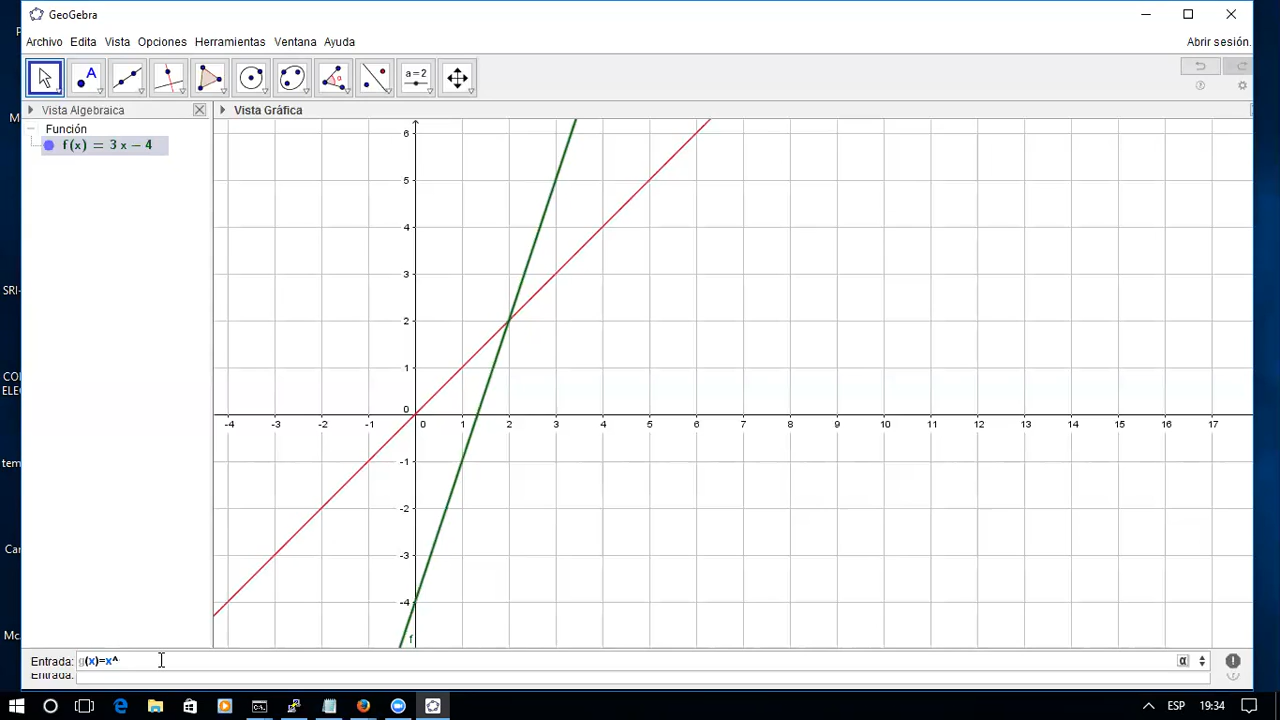 GeoGebra
Archivo Edita Vista Opciones Herramientas Ventana Ayuda Abrir sesión.
A α a=2
Vista Algebraica Vista Gráfica
Función
f(x) = 3 x – 4
6
5
4
3
2
1
0
-4 -3 -2 -1 0 1 2 3 4 5 6 7 8 9 10 11 12 13 14 15 16 17
-1
-2
-3
-4
f
SRI-
ELEC
tem
Entrada: g(x)=x^ α
Entrada:
ESP 19:34